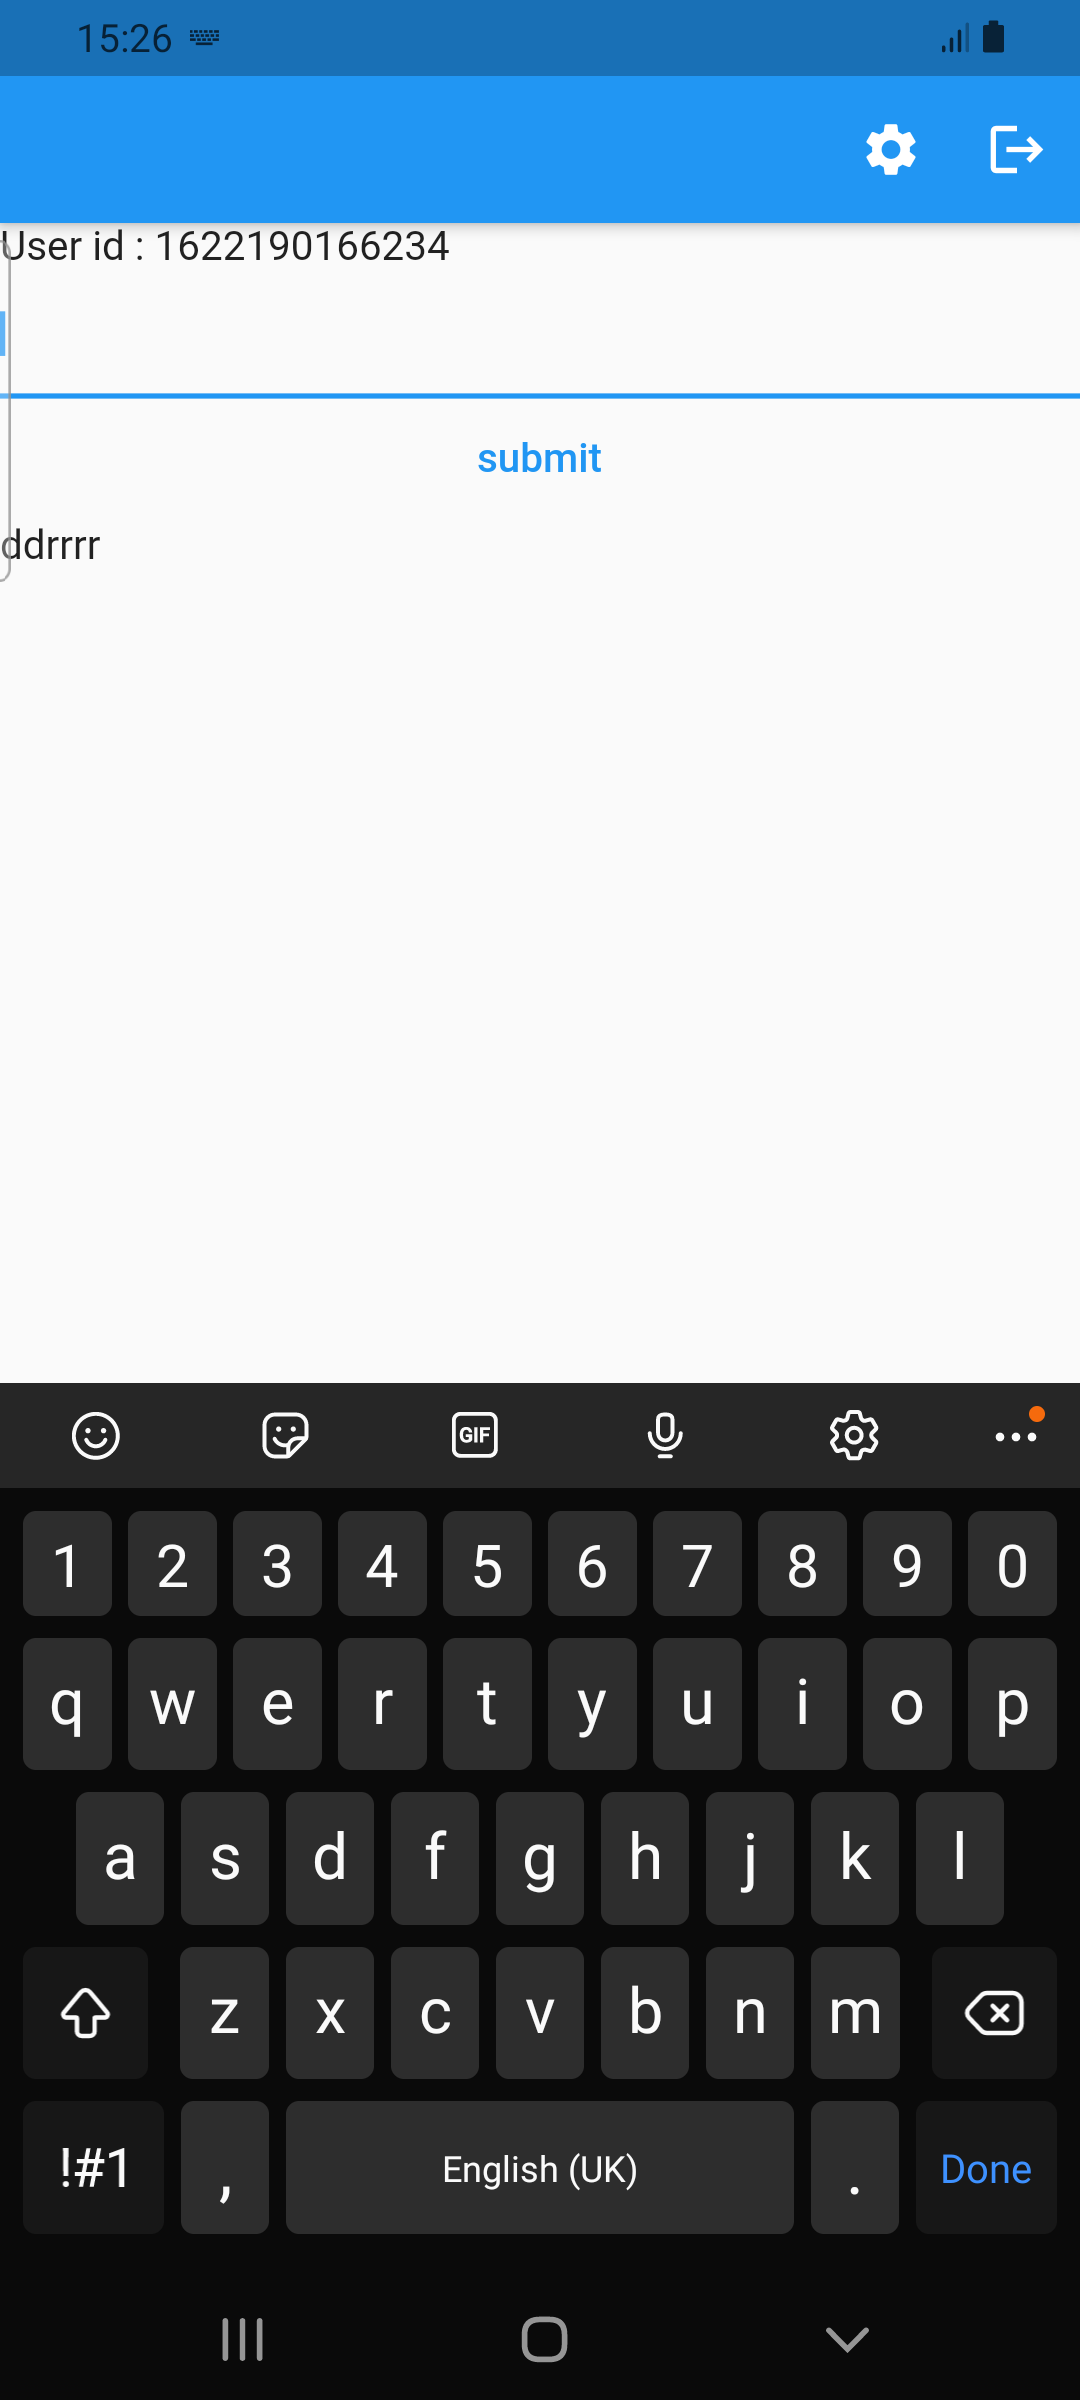 15:26
User id : 1622190166234
submit
ddrrrr
GIF
1 2 3 4 5 6 7 8 9 0
q w e r t y u i o p
a s d f g h j k l
z x c v b n m
!#1 , English (UK) . Done